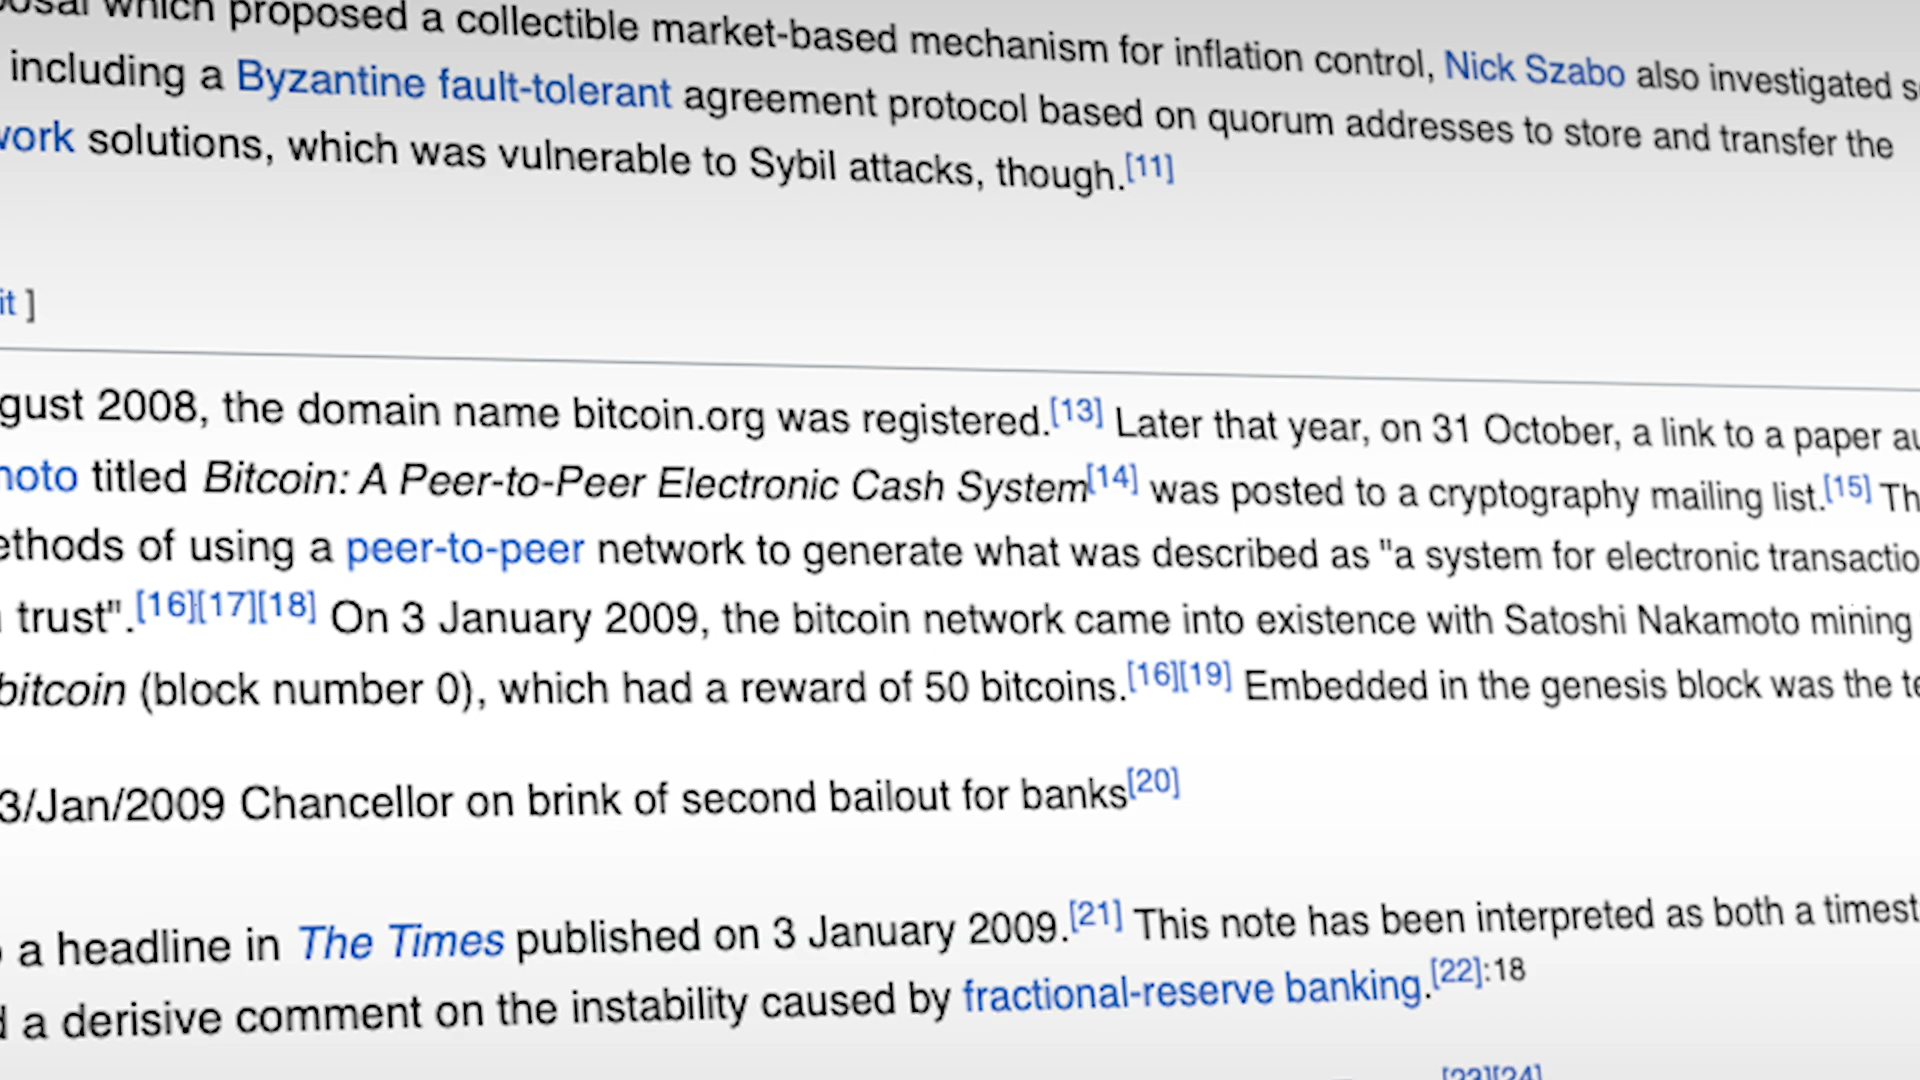 which proposed a collectible market-based mechanism for inflation control, Nick Szabo also investigated
including a Byzantine fault-tolerant agreement protocol based on quorum addresses to store and transfer the
work solutions, which was vulnerable to Sybil attacks, though.[11]
it ]
gust 2008, the domain name bitcoin.org was registered.[13] Later that year, on 31 October, a link to a paper au
moto titled Bitcoin: A Peer-to-Peer Electronic Cash System[14] was posted to a cryptography mailing list.[15] Th
ethods of using a peer-to-peer network to generate what was described as "a system for electronic transactio
trust".[16][17][18] On 3 January 2009, the bitcoin network came into existence with Satoshi Nakamoto mining
bitcoin (block number 0), which had a reward of 50 bitcoins.[16][19] Embedded in the genesis block was the te
3/Jan/2009 Chancellor on brink of second bailout for banks[20]
a headline in The Times published on 3 January 2009.[21] This note has been interpreted as both a timest
a derisive comment on the instability caused by fractional-reserve banking.[22]:18
[23][24]